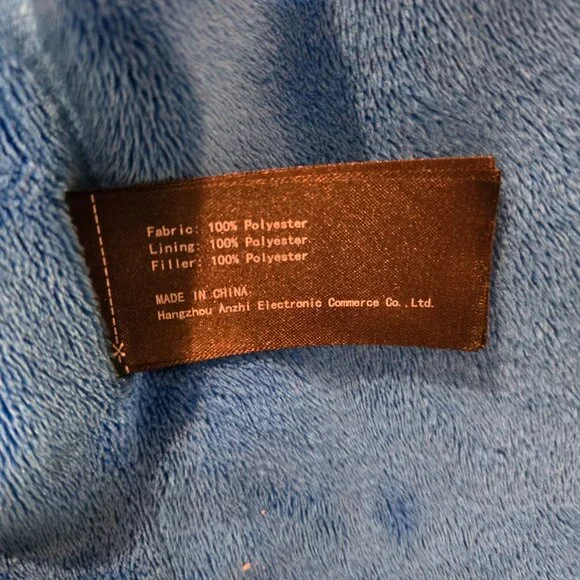 Fabric: 100% Polyester
Lining: 100% Polyester
Filler: 100% Polyester
MADE IN CHINA
Hangzhou Anzhi Electronic Commerce Co.,Ltd.